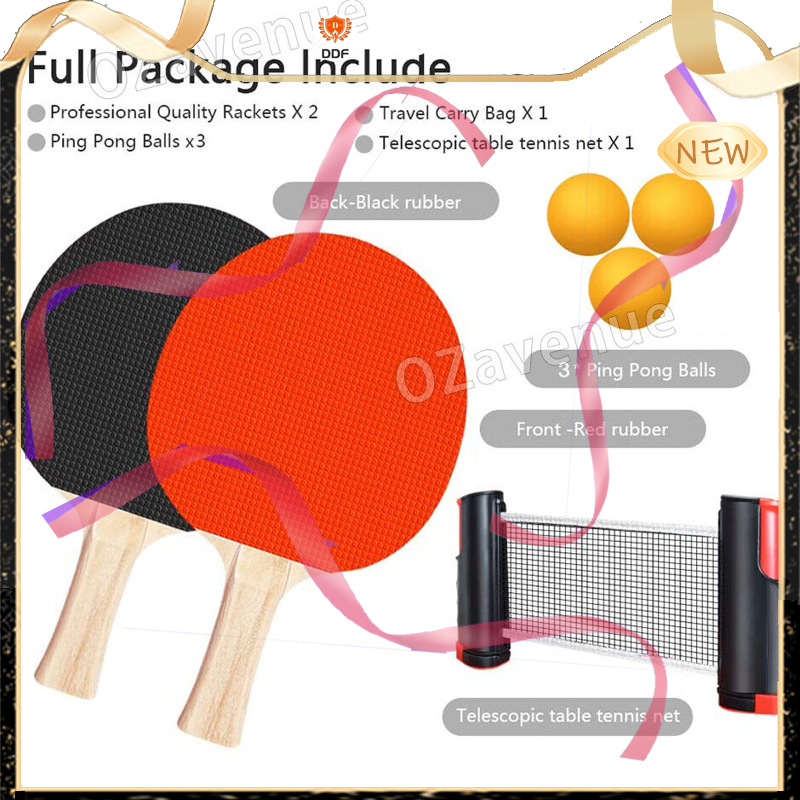 OZavenue
DDF
Full Package Include
Professional Quality Rackets X 2
Travel Carry Bag X 1
Ping Pong Balls x3
Telescopic table tennis net X 1
NEW
Back-Black rubber
OZavenue
3* Ping Pong Balls
Front -Red rubber
Telescopic table tennis net